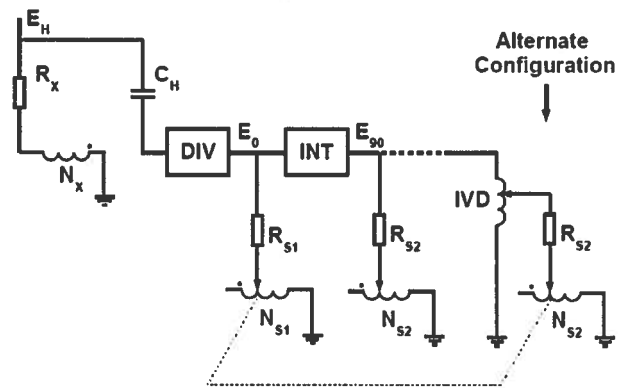 E_H
Alternate
Configuration
R_X
C_H
DIV
E_0
INT
E_90
N_X
IVD
R_S1
R_S2
R_S2
N_S1
N_S2
N_S2